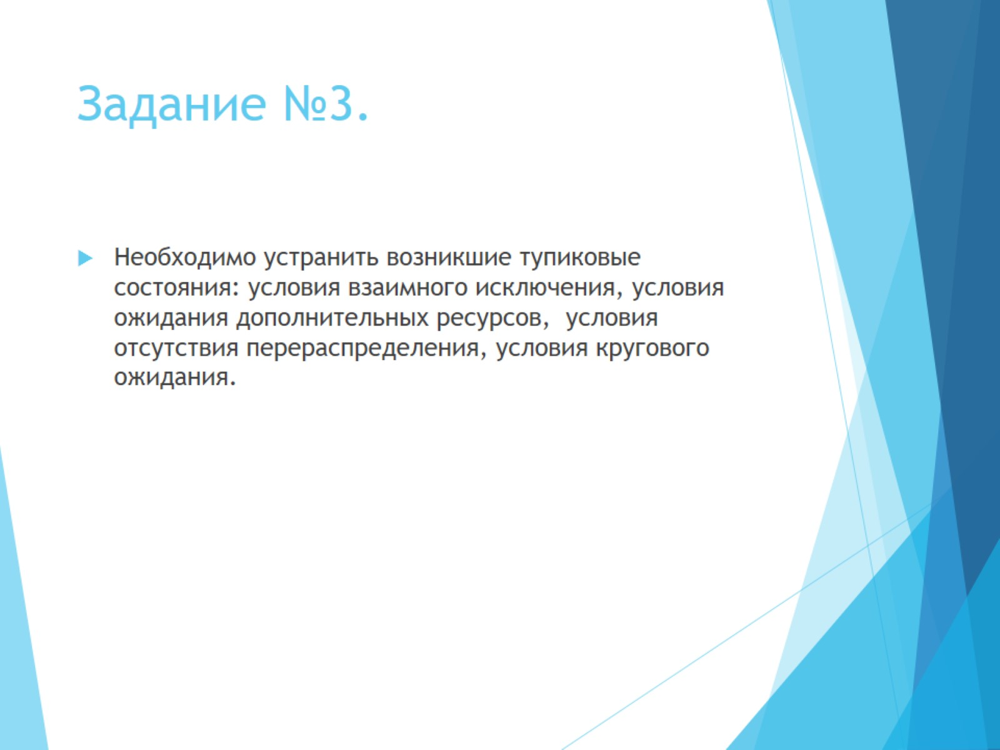 Задание №3.
Необходимо устранить возникшие тупиковые
состояния: условия взаимного исключения, условия
ожидания дополнительных ресурсов,  условия
отсутствия перераспределения, условия кругового
ожидания.